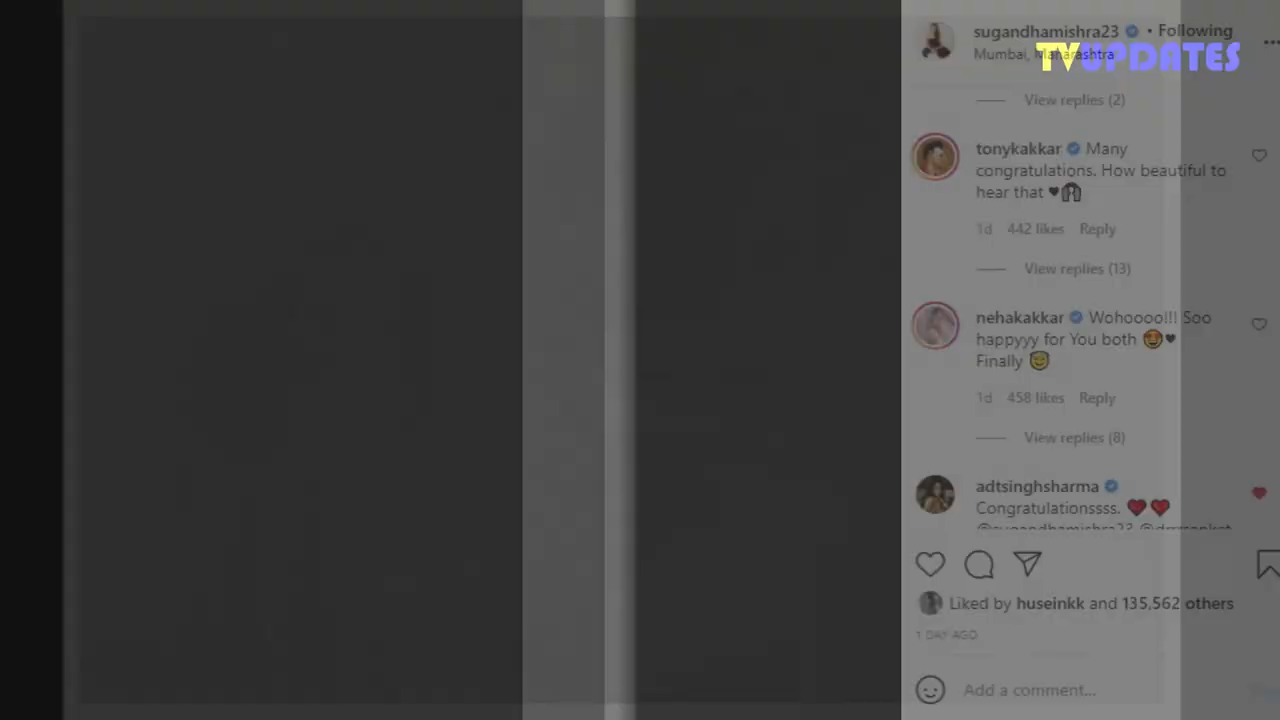 sugandhamishra23 • Following
Mumbai, Maharashtra
TVUPDATES
View replies (2)
tonykakkar Many
congratulations. How beautiful to
hear that
1d 442 likes Reply
View replies (13)
nehakakkar Wohoooo!!! Soo
happyyy for You both
Finally
1d 458 likes Reply
View replies (8)
adtsinghsharma
Congratulationssss.
@sugandhamishra23
Liked by huseinkk and 135,562 others
1 DAY AGO
Add a comment...